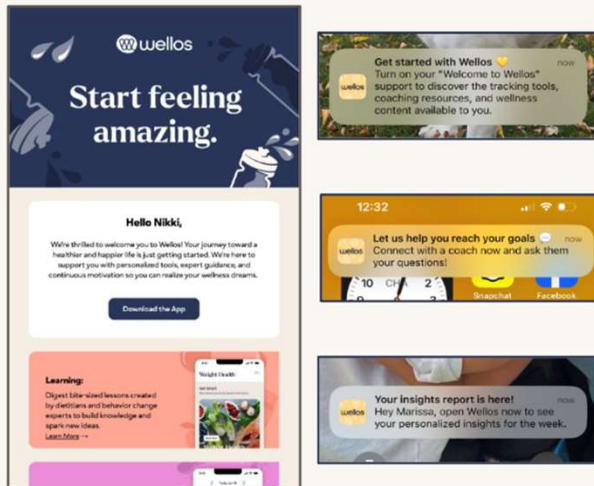 wellos
Start feeling
amazing.
Hello Nikki,
We're thrilled to welcome you to Wellos! Your journey toward a
healthier and happier life is just getting started. We're here to
support you with personalized tools, expert guidance, and
continuous motivation so you can realize your wellness dreams.
Download the App
Learning:
Digest bite-sized lessons created
by dietitians and behavior change
experts to build knowledge and
spark new ideas.
Learn More →
Weight Health
Get started with Wellos 💛 now
wellos
Turn on your "Welcome to Wellos"
support to discover the tracking tools,
coaching resources, and wellness
content available to you.
12:32
Let us help you reach your goals 💬 now
wellos
Connect with a coach now and ask them
your questions!
10 2
Snapchat Facebook
Your insights report is here! now
wellos
Hey Marissa, open Wellos now to see
your personalized insights for the week.